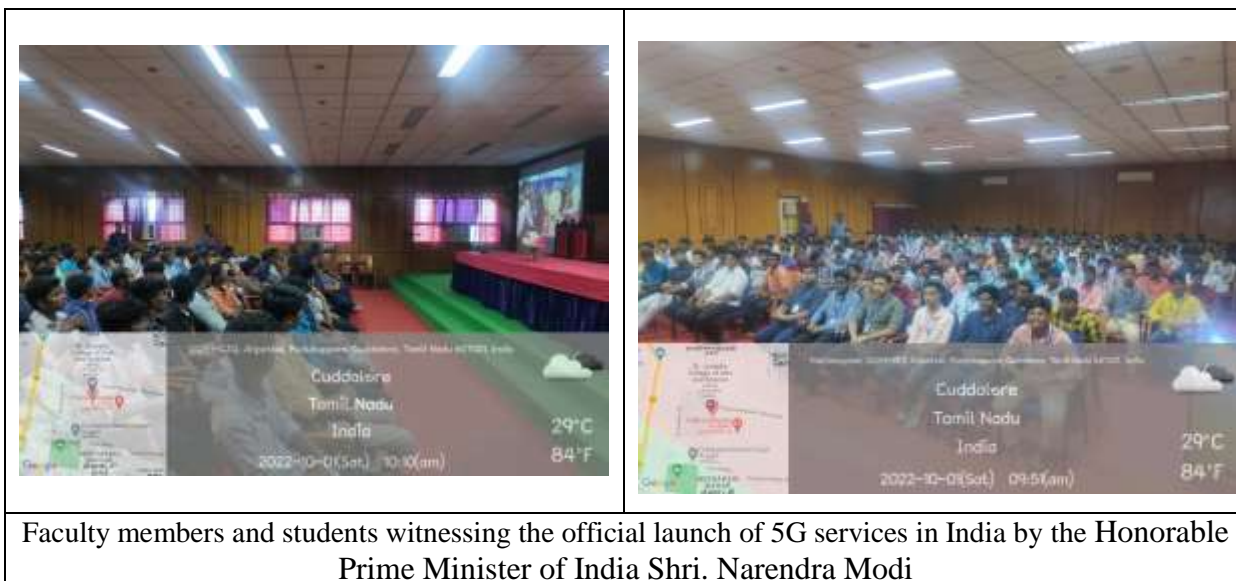 Cuddalore
Tamil Nadu
India
2022-10-01(Sat) 10:10(am)
29°C
84°F
Google
Cuddalore
Tamil Nadu
India
2022-10-01(Sat) 09:51(am)
29°C
84°F
Faculty members and students witnessing the official launch of 5G services in India by the Honorable
Prime Minister of India Shri. Narendra Modi